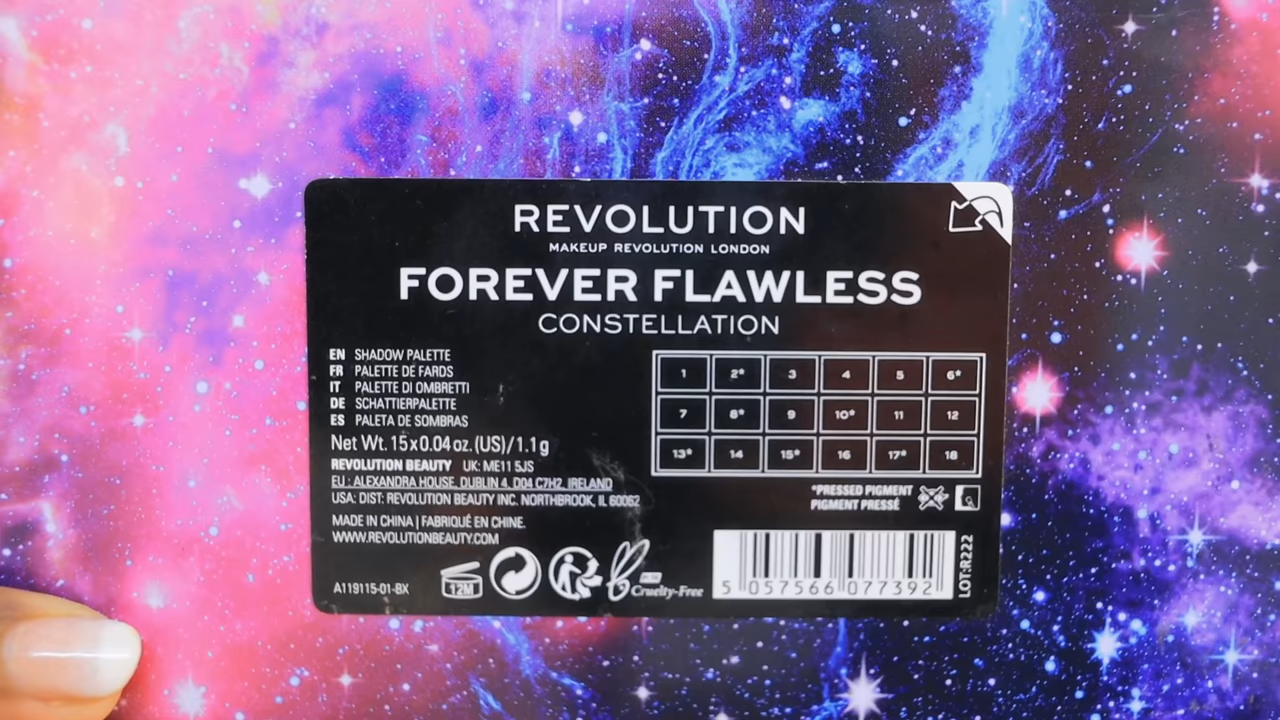 REVOLUTION
MAKEUP REVOLUTION LONDON
FOREVER FLAWLESS
CONSTELLATION
EN SHADOW PALETTE
FR PALETTE DE FARDS
IT PALETTE DI OMBRETTI
DE SCHATTIERPALETTE
ES PALETA DE SOMBRAS
Net Wt. 15x0.04 oz. (US)/1.1g
REVOLUTION BEAUTY UK: ME11 5JS
EU : ALEXANDRA HOUSE, DUBLIN 4, D04 C7H2, IRELAND
USA: DIST: REVOLUTION BEAUTY INC. NORTHBROOK, IL 60062
MADE IN CHINA | FABRIQUÉ EN CHINE.
WWW.REVOLUTIONBEAUTY.COM
A119115-01-BX
12M
Cruelty-Free
1 2* 3 4 5 6*
7 8* 9 10* 11 12
13* 14 15* 16 17* 18
*PRESSED PIGMENT
PIGMENT PRESSÉ
5 057566 077392
LOT:R222